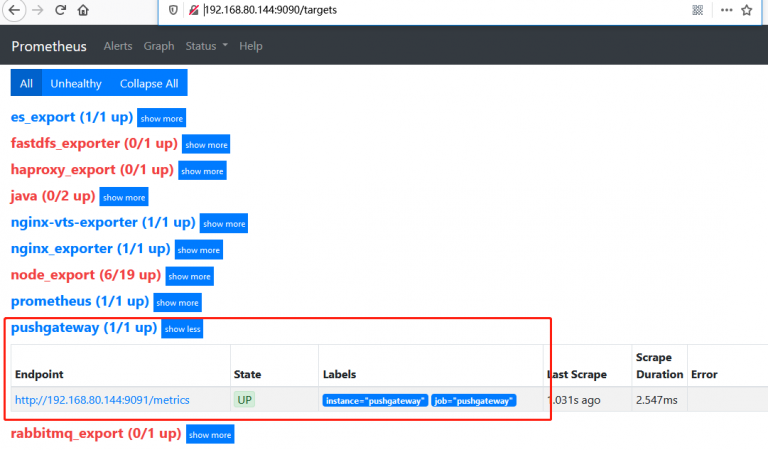 192.168.80.144:9090/targets
Prometheus Alerts Graph Status Help
All Unhealthy Collapse All
es_export (1/1 up) show more
fastdfs_exporter (0/1 up) show more
haproxy_export (0/1 up) show more
java (0/2 up) show more
nginx-vts-exporter (1/1 up) show more
nginx_exporter (1/1 up) show more
node_export (6/19 up) show more
prometheus (1/1 up) show more
pushgateway (1/1 up) show less
Endpoint State Labels Last Scrape Scrape Duration Error
http://192.168.80.144:9091/metrics UP instance="pushgateway" job="pushgateway" 1.031s ago 2.547ms
rabbitmq_export (0/1 up) show more